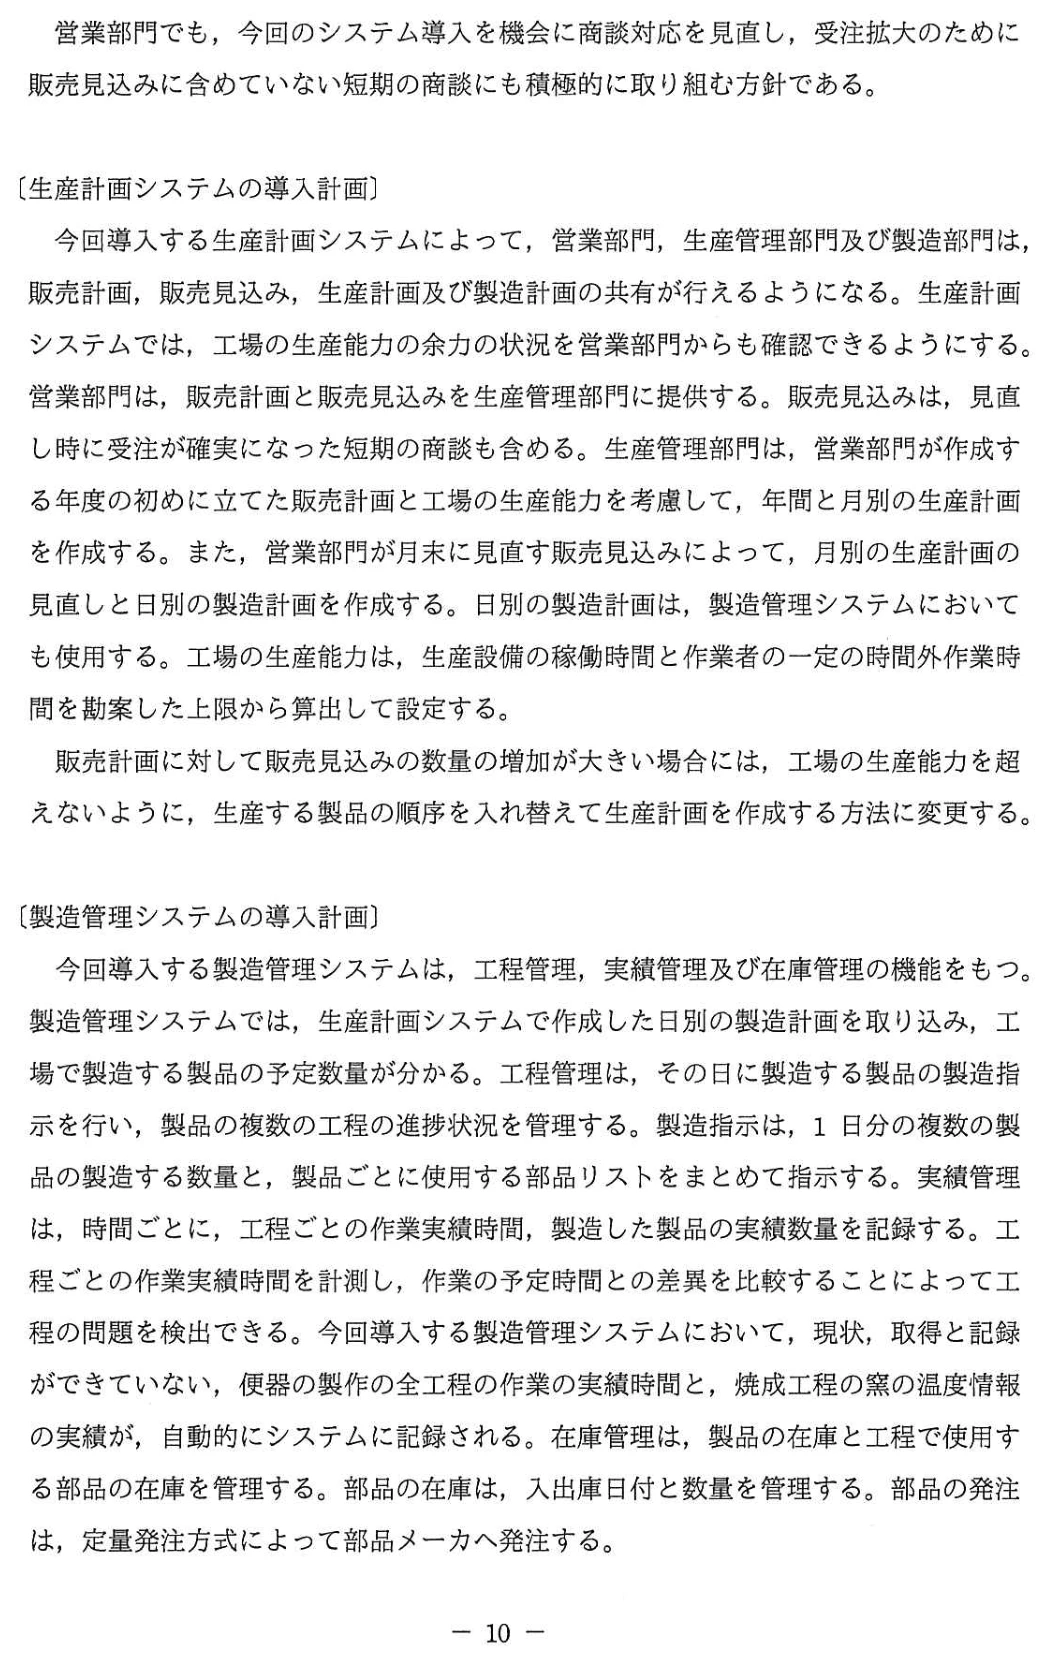 営業部門でも，今回のシステム導入を機会に商談対応を見直し，受注拡大のために
販売見込みに含めていない短期の商談にも積極的に取り組む方針である。
〔生産計画システムの導入計画〕
今回導入する生産計画システムによって，営業部門，生産管理部門及び製造部門は，
販売計画，販売見込み，生産計画及び製造計画の共有が行えるようになる。生産計画
システムでは，工場の生産能力の余力の状況を営業部門からも確認できるようにする。
営業部門は，販売計画と販売見込みを生産管理部門に提供する。販売見込みは，見直
し時に受注が確実になった短期の商談も含める。生産管理部門は，営業部門が作成す
る年度の初めに立てた販売計画と工場の生産能力を考慮して，年間と月別の生産計画
を作成する。また，営業部門が月末に見直す販売見込みによって，月別の生産計画の
見直しと日別の製造計画を作成する。日別の製造計画は，製造管理システムにおいて
も使用する。工場の生産能力は，生産設備の稼働時間と作業者の一定の時間外作業時
間を勘案した上限から算出して設定する。
販売計画に対して販売見込みの数量の増加が大きい場合には，工場の生産能力を超
えないように，生産する製品の順序を入れ替えて生産計画を作成する方法に変更する。
〔製造管理システムの導入計画〕
今回導入する製造管理システムは，工程管理，実績管理及び在庫管理の機能をもつ。
製造管理システムでは，生産計画システムで作成した日別の製造計画を取り込み，工
場で製造する製品の予定数量が分かる。工程管理は，その日に製造する製品の製造指
示を行い，製品の複数の工程の進捗状況を管理する。製造指示は，1 日分の複数の製
品の製造する数量と，製品ごとに使用する部品リストをまとめて指示する。実績管理
は，時間ごとに，工程ごとの作業実績時間，製造した製品の実績数量を記録する。工
程ごとの作業実績時間を計測し，作業の予定時間との差異を比較することによって工
程の問題を検出できる。今回導入する製造管理システムにおいて，現状，取得と記録
ができていない，便器の製作の全工程の作業の実績時間と，焼成工程の窯の温度情報
の実績が，自動的にシステムに記録される。在庫管理は，製品の在庫と工程で使用す
る部品の在庫を管理する。部品の在庫は，入出庫日付と数量を管理する。部品の発注
は，定量発注方式によって部品メーカへ発注する。
－ 10 －